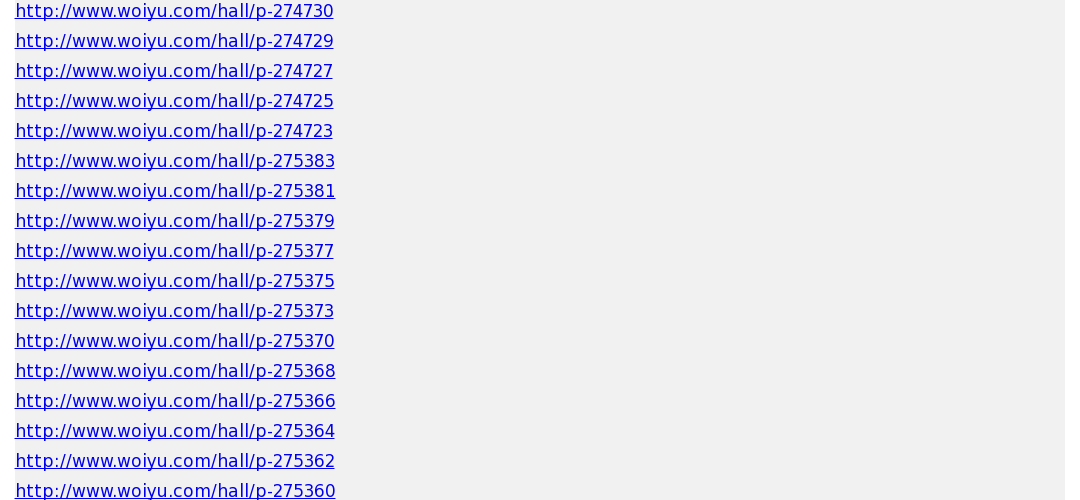 http://www.woiyu.com/hall/p-274730
http://www.woiyu.com/hall/p-274729
http://www.woiyu.com/hall/p-274727
http://www.woiyu.com/hall/p-274725
http://www.woiyu.com/hall/p-274723
http://www.woiyu.com/hall/p-275383
http://www.woiyu.com/hall/p-275381
http://www.woiyu.com/hall/p-275379
http://www.woiyu.com/hall/p-275377
http://www.woiyu.com/hall/p-275375
http://www.woiyu.com/hall/p-275373
http://www.woiyu.com/hall/p-275370
http://www.woiyu.com/hall/p-275368
http://www.woiyu.com/hall/p-275366
http://www.woiyu.com/hall/p-275364
http://www.woiyu.com/hall/p-275362
http://www.woiyu.com/hall/p-275360